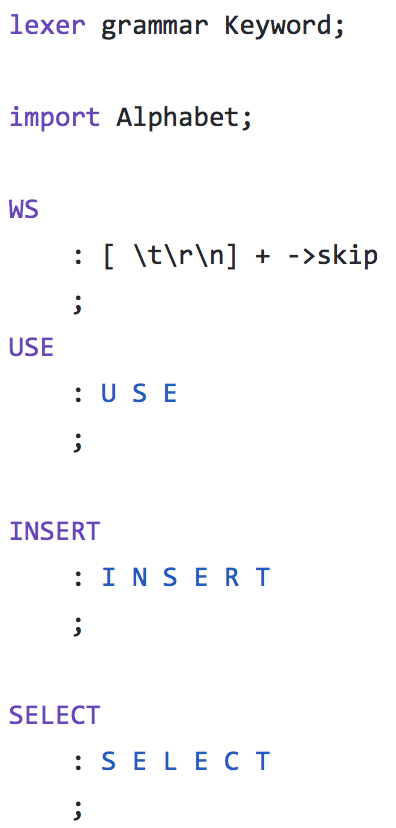 lexer grammar Keyword;
import Alphabet;
WS
: [ \t\r\n] + ->skip
;
USE
: U S E
;
INSERT
: I N S E R T
;
SELECT
: S E L E C T
;